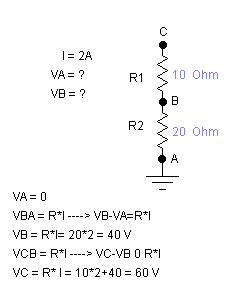 C
I = 2A
VA = ?
R1
10 Ohm
VB = ?
B
R2
20 Ohm
A
VA = 0
VBA = R*I ----> VB-VA=R*I
VB = R*I= 20*2 = 40 V
VCB = R*I ----> VC-VB 0 R*I
VC = R* I = 10*2+40 = 60 V